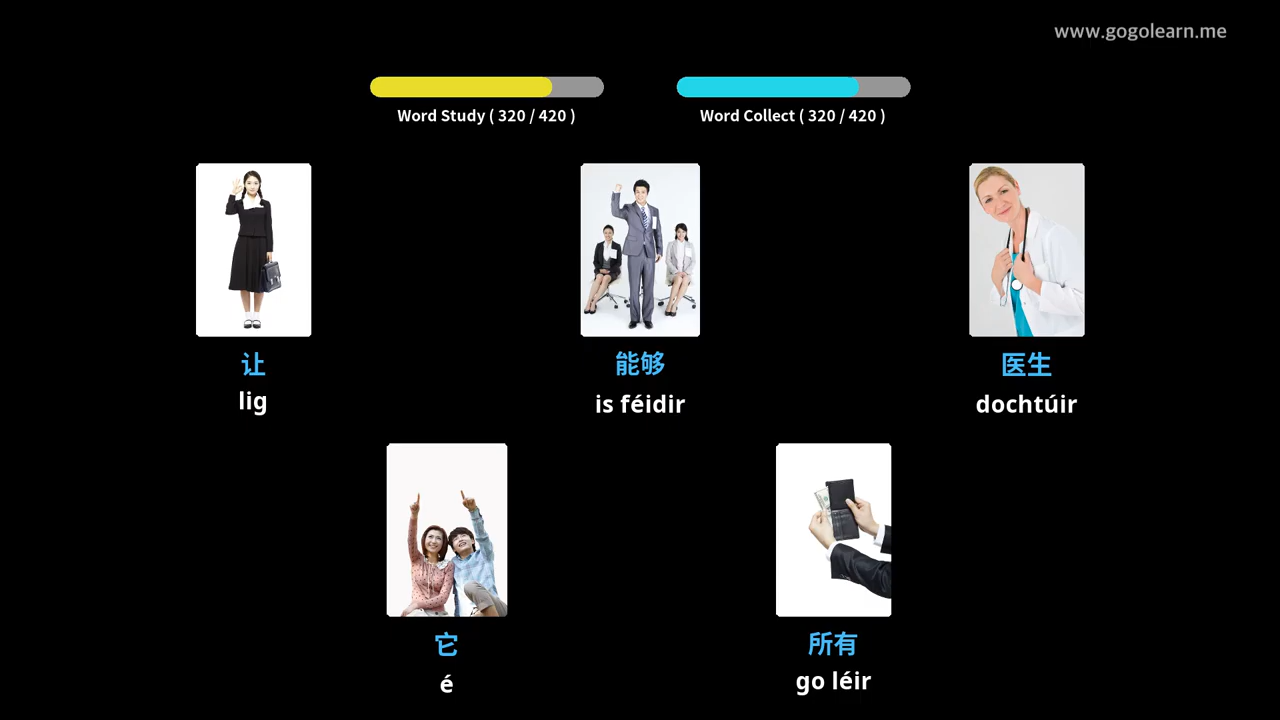 www.gogolearn.me
Word Study ( 320 / 420 )
Word Collect ( 320 / 420 )
让
lig
能够
is féidir
医生
dochtúir
它
é
所有
go léir